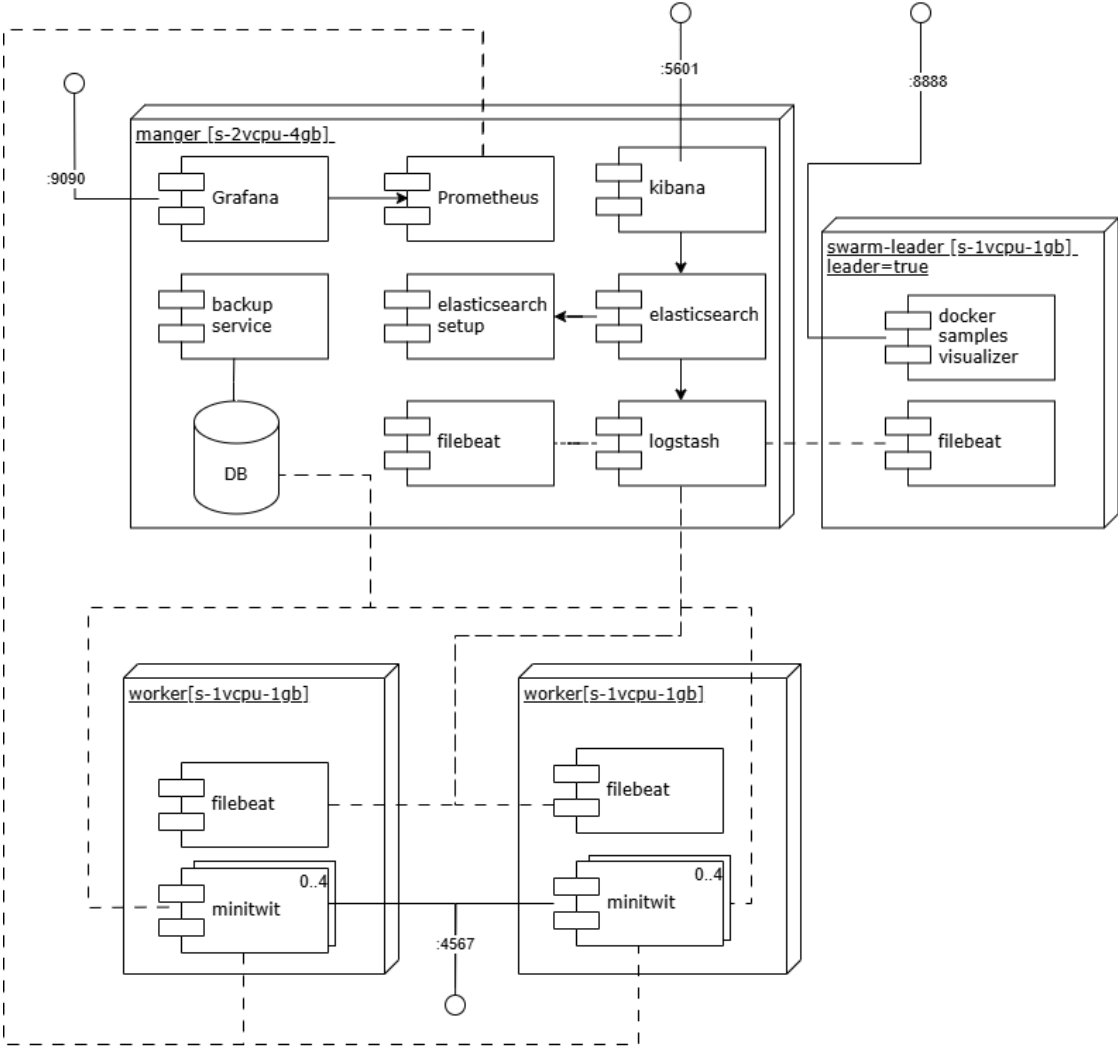 :5601
:8888
manger [s-2vcpu-4gb]
:9090
Grafana
Prometheus
kibana
swarm-leader [s-1vcpu-1gb]
leader=true
backup
service
elasticsearch
setup
elasticsearch
docker
samples
visualizer
DB
filebeat
logstash
filebeat
worker[s-1vcpu-1gb]
worker[s-1vcpu-1gb]
filebeat
filebeat
0..4
minitwit
0..4
minitwit
:4567